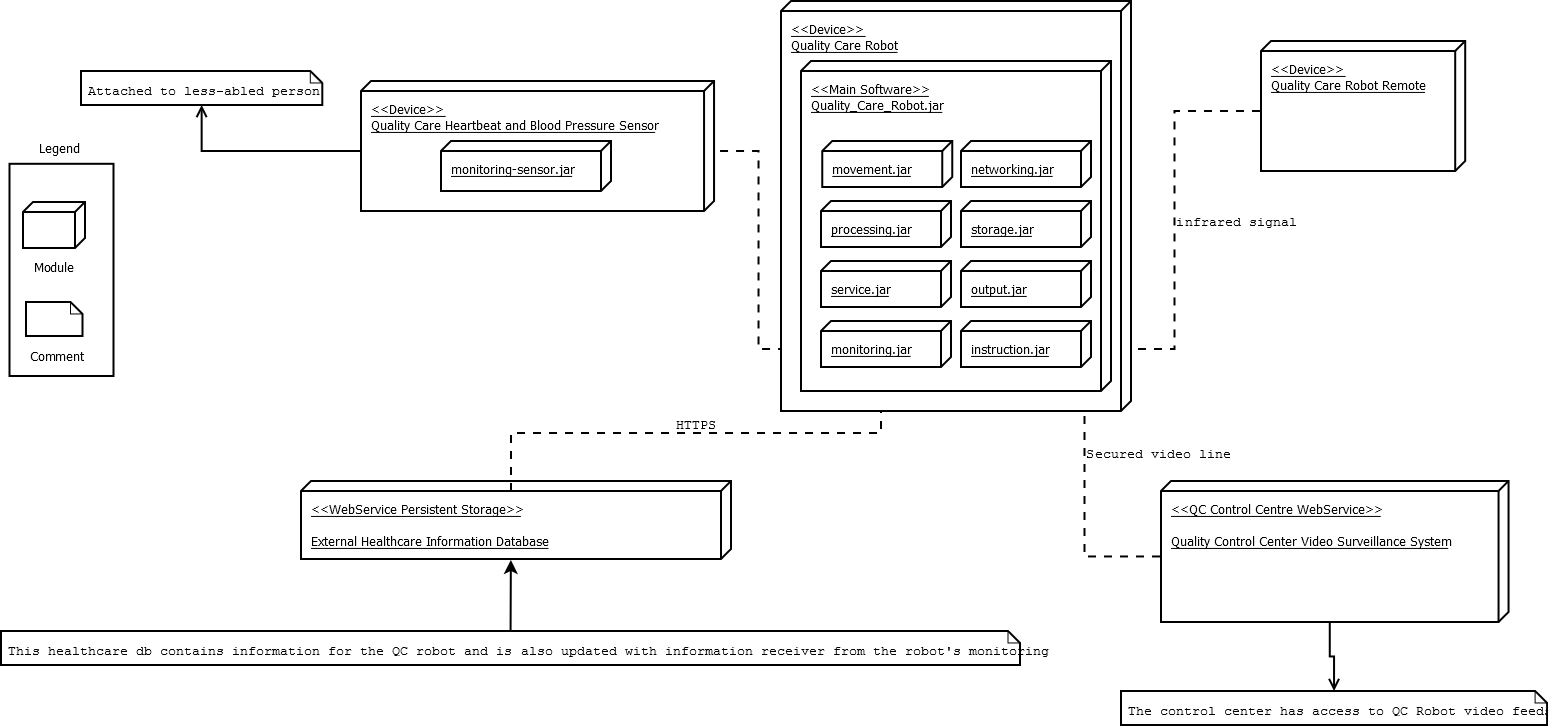 <<Device>>
Quality Care Robot
<<Main Software>>
Quality_Care_Robot.jar
movement.jar
networking.jar
processing.jar
storage.jar
service.jar
output.jar
monitoring.jar
instruction.jar
<<Device>>
Quality Care Robot Remote
infrared signal
Attached to less-abled person
<<Device>>
Quality Care Heartbeat and Blood Pressure Sensor
monitoring-sensor.jar
Legend
Module
Comment
HTTPS
Secured video line
<<WebService Persistent Storage>>
External Healthcare Information Database
<<QC Control Centre WebService>>
Quality Control Center Video Surveillance System
This healthcare db contains information for the QC robot and is also updated with information receiver from the robot's monitoring
The control center has access to QC Robot video feed